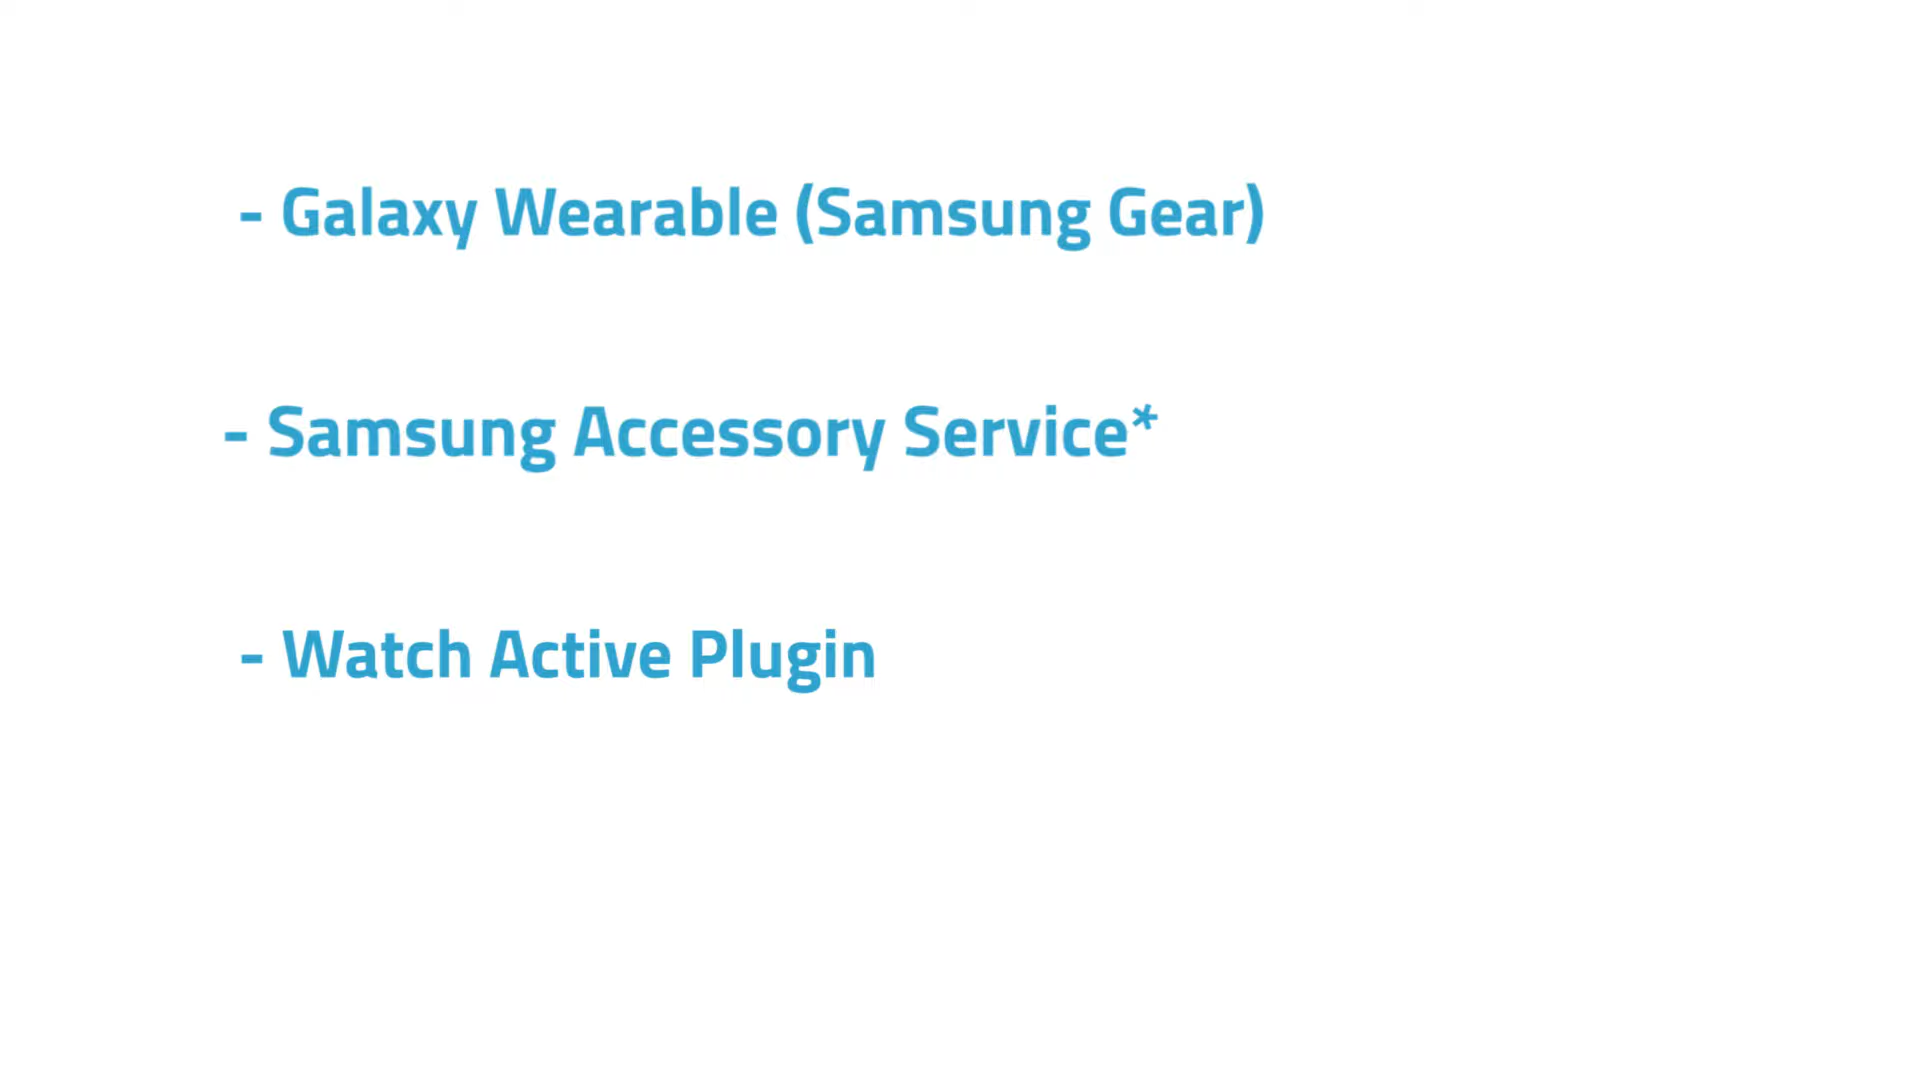 - Galaxy Wearable (Samsung Gear)
- Samsung Accessory Service*
- Watch Active Plugin